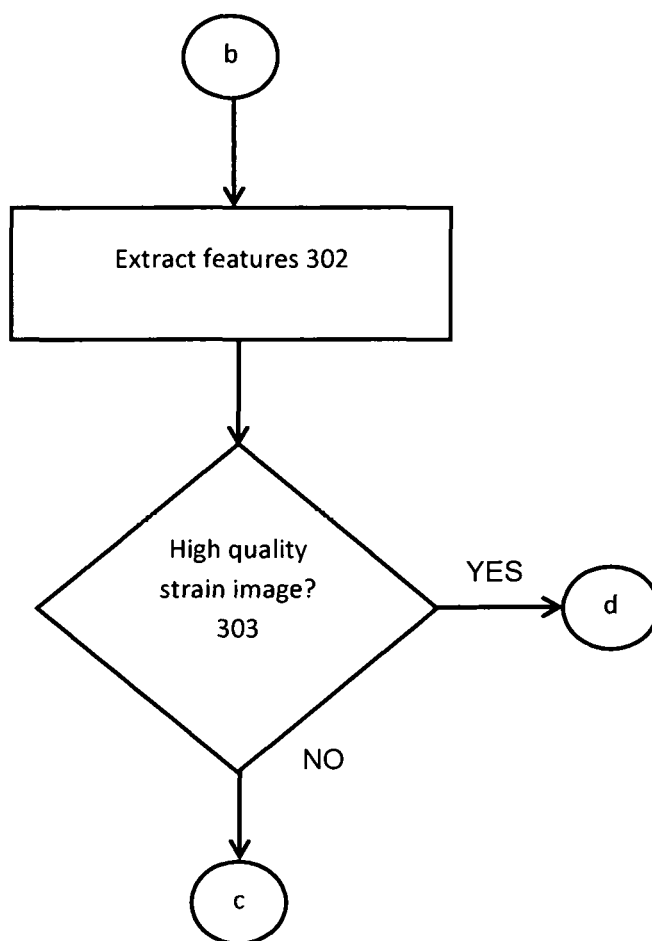 b
Extract features 302
High quality
strain image?
303
YES
d
NO
c